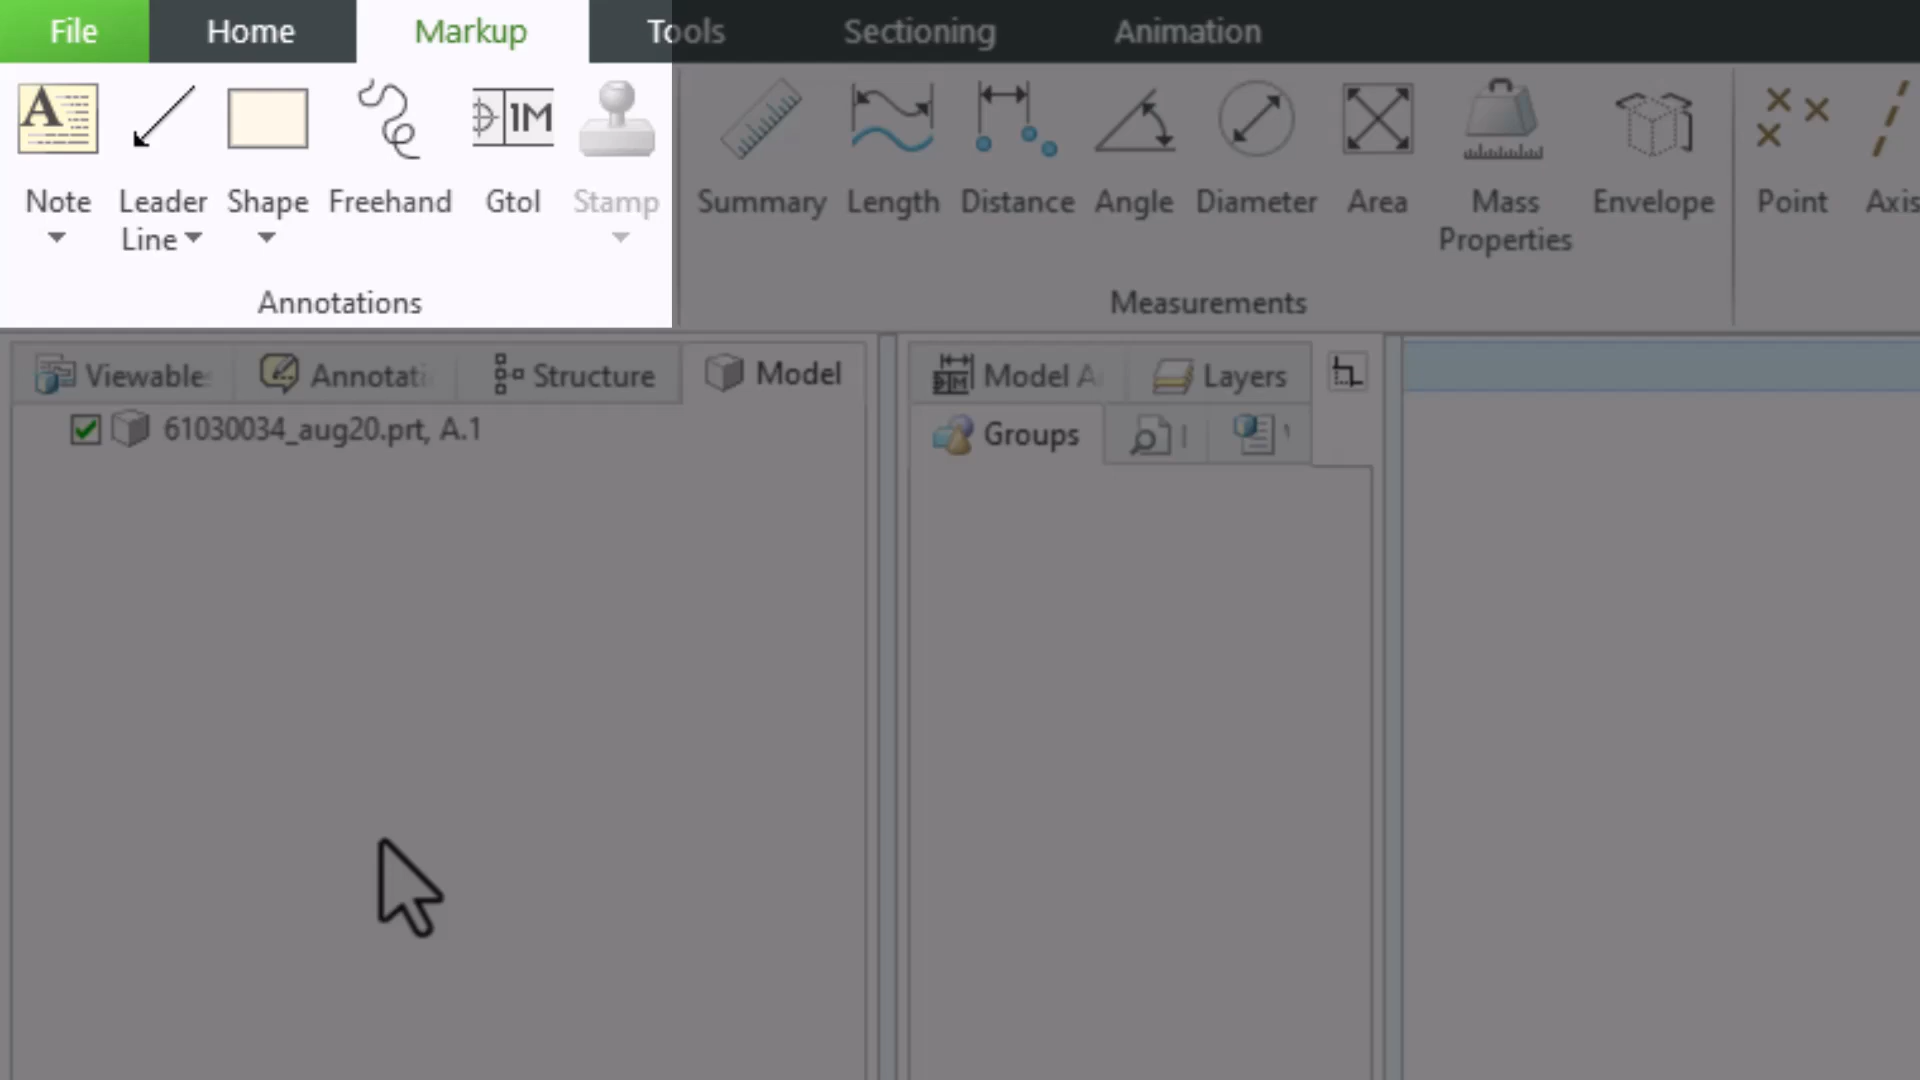 File Home Markup Tools Sectioning Animation
Note Leader Line Shape Freehand Gtol Stamp Summary Length Distance Angle Diameter Area Mass Properties Envelope Point Axis
Annotations Measurements
Viewable Annotati Structure Model Model A Layers
61030034_aug20.prt, A.1 Groups